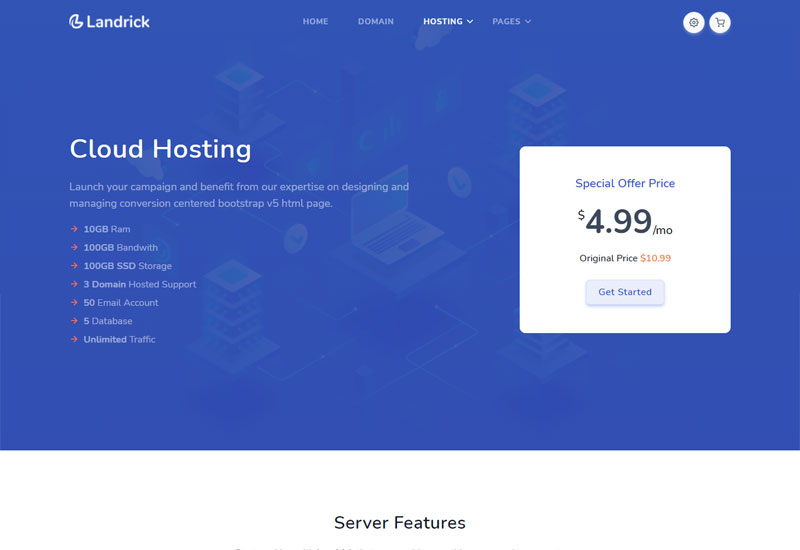 Landrick
HOME DOMAIN HOSTING PAGES
Cloud Hosting
Launch your campaign and benefit from our expertise on designing and
managing conversion centered bootstrap v5 html page.
10GB Ram
100GB Bandwith
100GB SSD Storage
3 Domain Hosted Support
50 Email Account
5 Database
Unlimited Traffic
Special Offer Price
$4.99/mo
Original Price $10.99
Get Started
Server Features